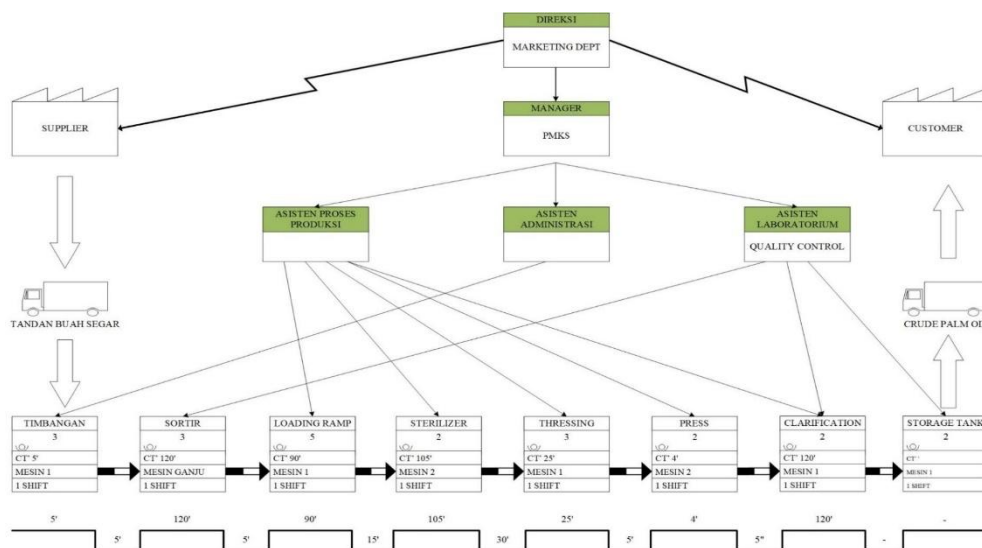 DIREKSI
MARKETING DEPT
MANAGER
PMKS
SUPPLIER
CUSTOMER
ASISTEN PROSES
PRODUKSI
ASISTEN
ADMINISTRASI
ASISTEN
LABORATORIUM
QUALITY CONTROL
TANDAN BUAH SEGAR
CRUDE PALM OIL
TIMBANGAN
3
CT' 5'
MESIN 1
1 SHIFT
SORTIR
3
CT' 120'
MESIN GANJU
1 SHIFT
LOADING RAMP
5
CT' 90'
MESIN 1
1 SHIFT
STERILIZER
2
CT' 105'
MESIN 2
1 SHIFT
THRESSING
3
CT' 25'
MESIN 1
1 SHIFT
PRESS
2
CT' 4'
MESIN 2
1 SHIFT
CLARIFICATION
2
CT' 120'
MESIN 1
1 SHIFT
STORAGE TANK
2
CT' '
MESIN 1
1 SHIFT
5' 120' 90' 105' 25' 4' 120' -
5' 5' 15' 30' 5' 5" -